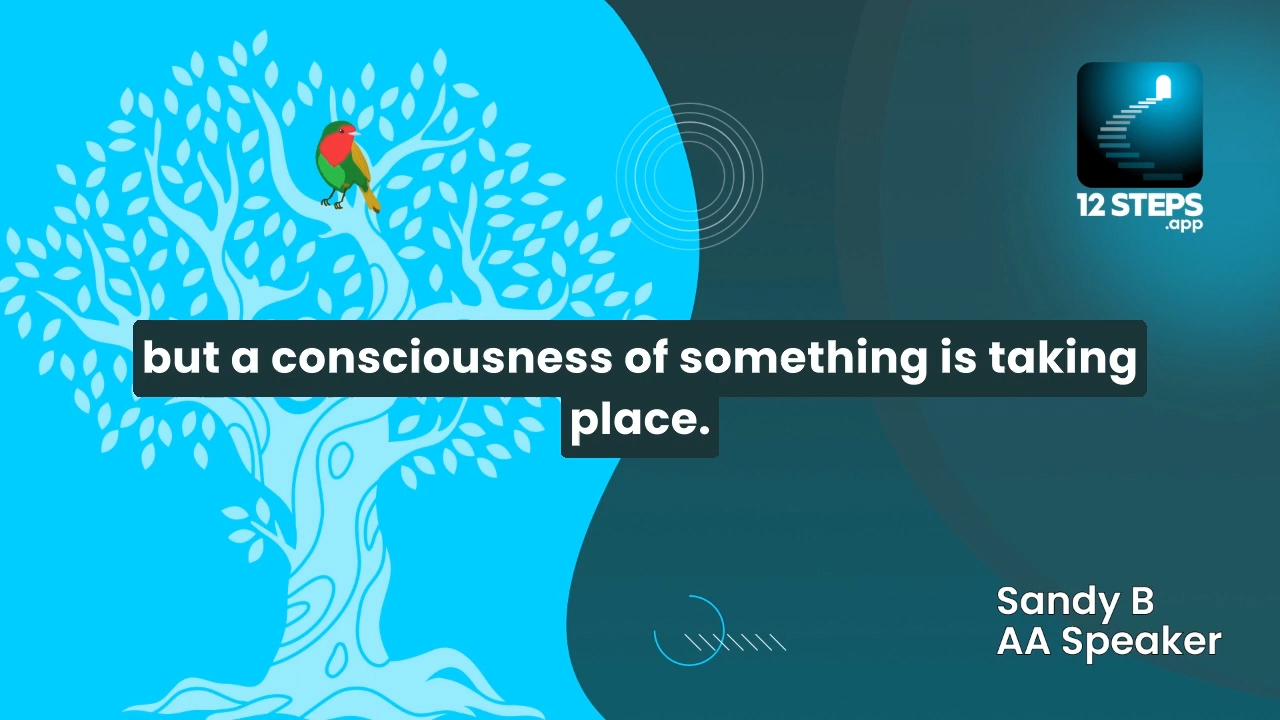 12 STEPS
.app
but a consciousness of something is taking
place.
Sandy B
AA Speaker